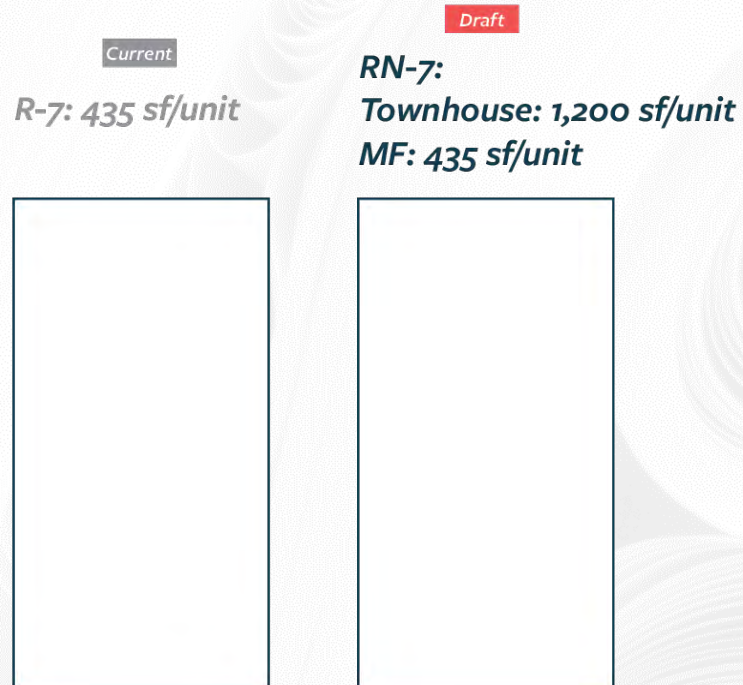 Current
R-7: 435 sf/unit
Draft
RN-7:
Townhouse: 1,200 sf/unit
MF: 435 sf/unit